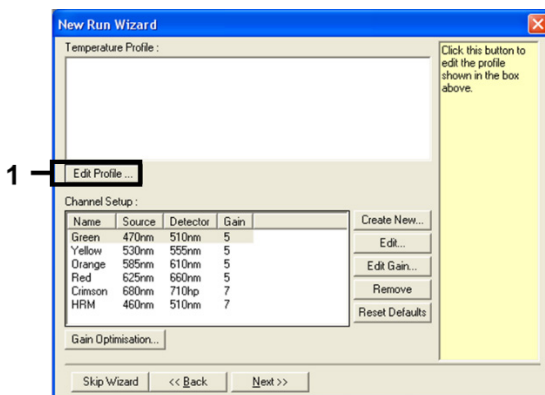 New Run Wizard
Temperature Profile :
Click this button to
edit the profile
shown in the box
above.
1
Edit Profile ...
Channel Setup :
Name Source Detector Gain
Green 470nm 510nm 5
Yellow 530nm 555nm 5
Orange 585nm 610nm 5
Red 625nm 660nm 5
Crimson 680nm 710hp 7
HRM 460nm 510nm 7
Create New...
Edit...
Edit Gain...
Remove
Reset Defaults
Gain Optimisation...
Skip Wizard
<< Back
Next >>